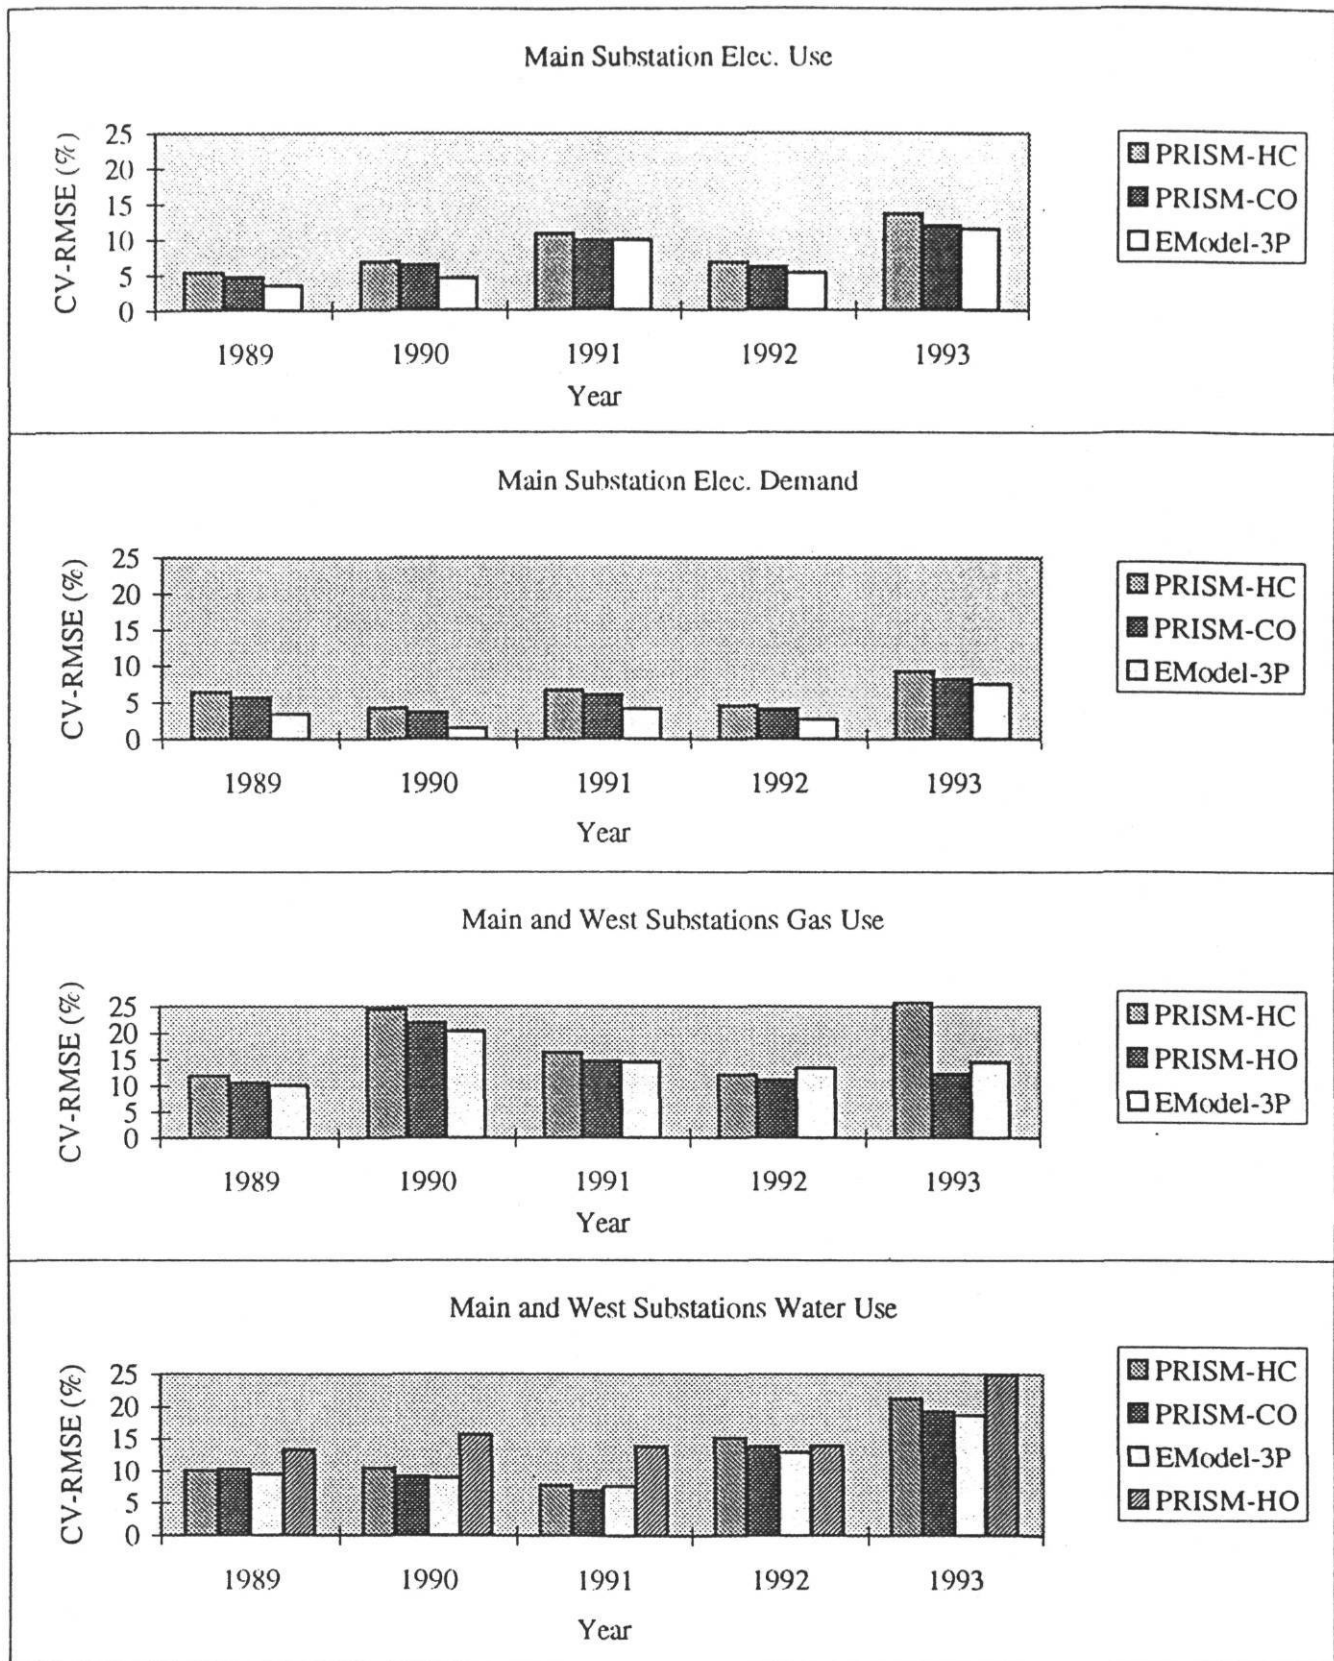 Main Substation Elec. Use
CV-RMSE (%)
25
20
15
10
5
0
1989 1990 1991 1992 1993
Year
PRISM-HC
PRISM-CO
EModel-3P
Main Substation Elec. Demand
CV-RMSE (%)
25
20
15
10
5
0
1989 1990 1991 1992 1993
Year
PRISM-HC
PRISM-CO
EModel-3P
Main and West Substations Gas Use
CV-RMSE (%)
25
20
15
10
5
0
1989 1990 1991 1992 1993
Year
PRISM-HC
PRISM-HO
EModel-3P
Main and West Substations Water Use
CV-RMSE (%)
25
20
15
10
5
0
1989 1990 1991 1992 1993
Year
PRISM-HC
PRISM-CO
EModel-3P
PRISM-HO